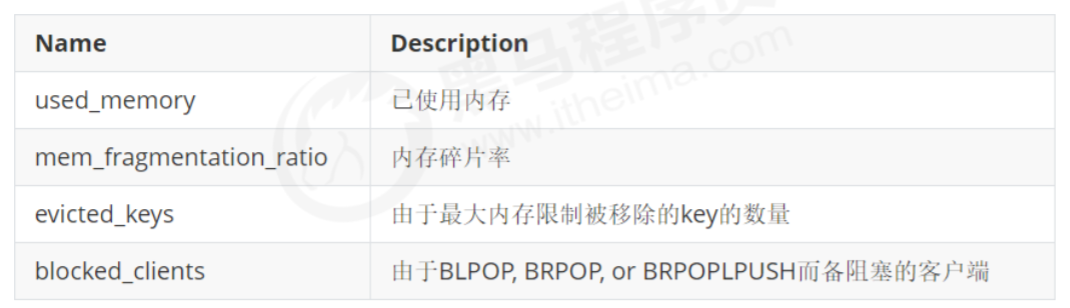 Name Description
used_memory 已使用内存
mem_fragmentation_ratio 内存碎片率
evicted_keys 由于最大内存限制被移除的key的数量
blocked_clients 由于BLPOP, BRPOP, or BRPOPLPUSH而备阻塞的客户端
黑马程序员
www.itheima.com